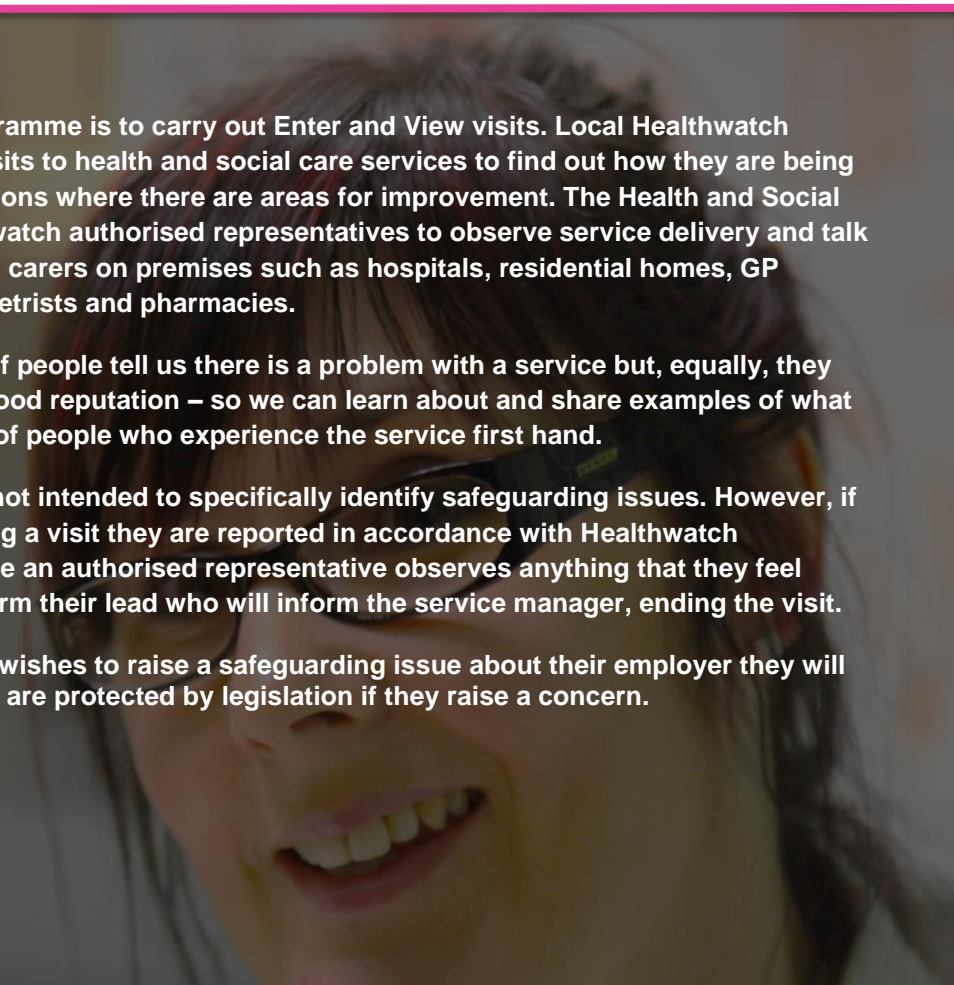 ramme is to carry out Enter and View visits. Local Healthwatch
sits to health and social care services to find out how they are being
ons where there are areas for improvement. The Health and Social
vatch authorised representatives to observe service delivery and talk
carers on premises such as hospitals, residential homes, GP
etrists and pharmacies.
f people tell us there is a problem with a service but, equally, they
ood reputation – so we can learn about and share examples of what
of people who experience the service first hand.
not intended to specifically identify safeguarding issues. However, if
g a visit they are reported in accordance with Healthwatch
e an authorised representative observes anything that they feel
rm their lead who will inform the service manager, ending the visit.
wishes to raise a safeguarding issue about their employer they will
are protected by legislation if they raise a concern.